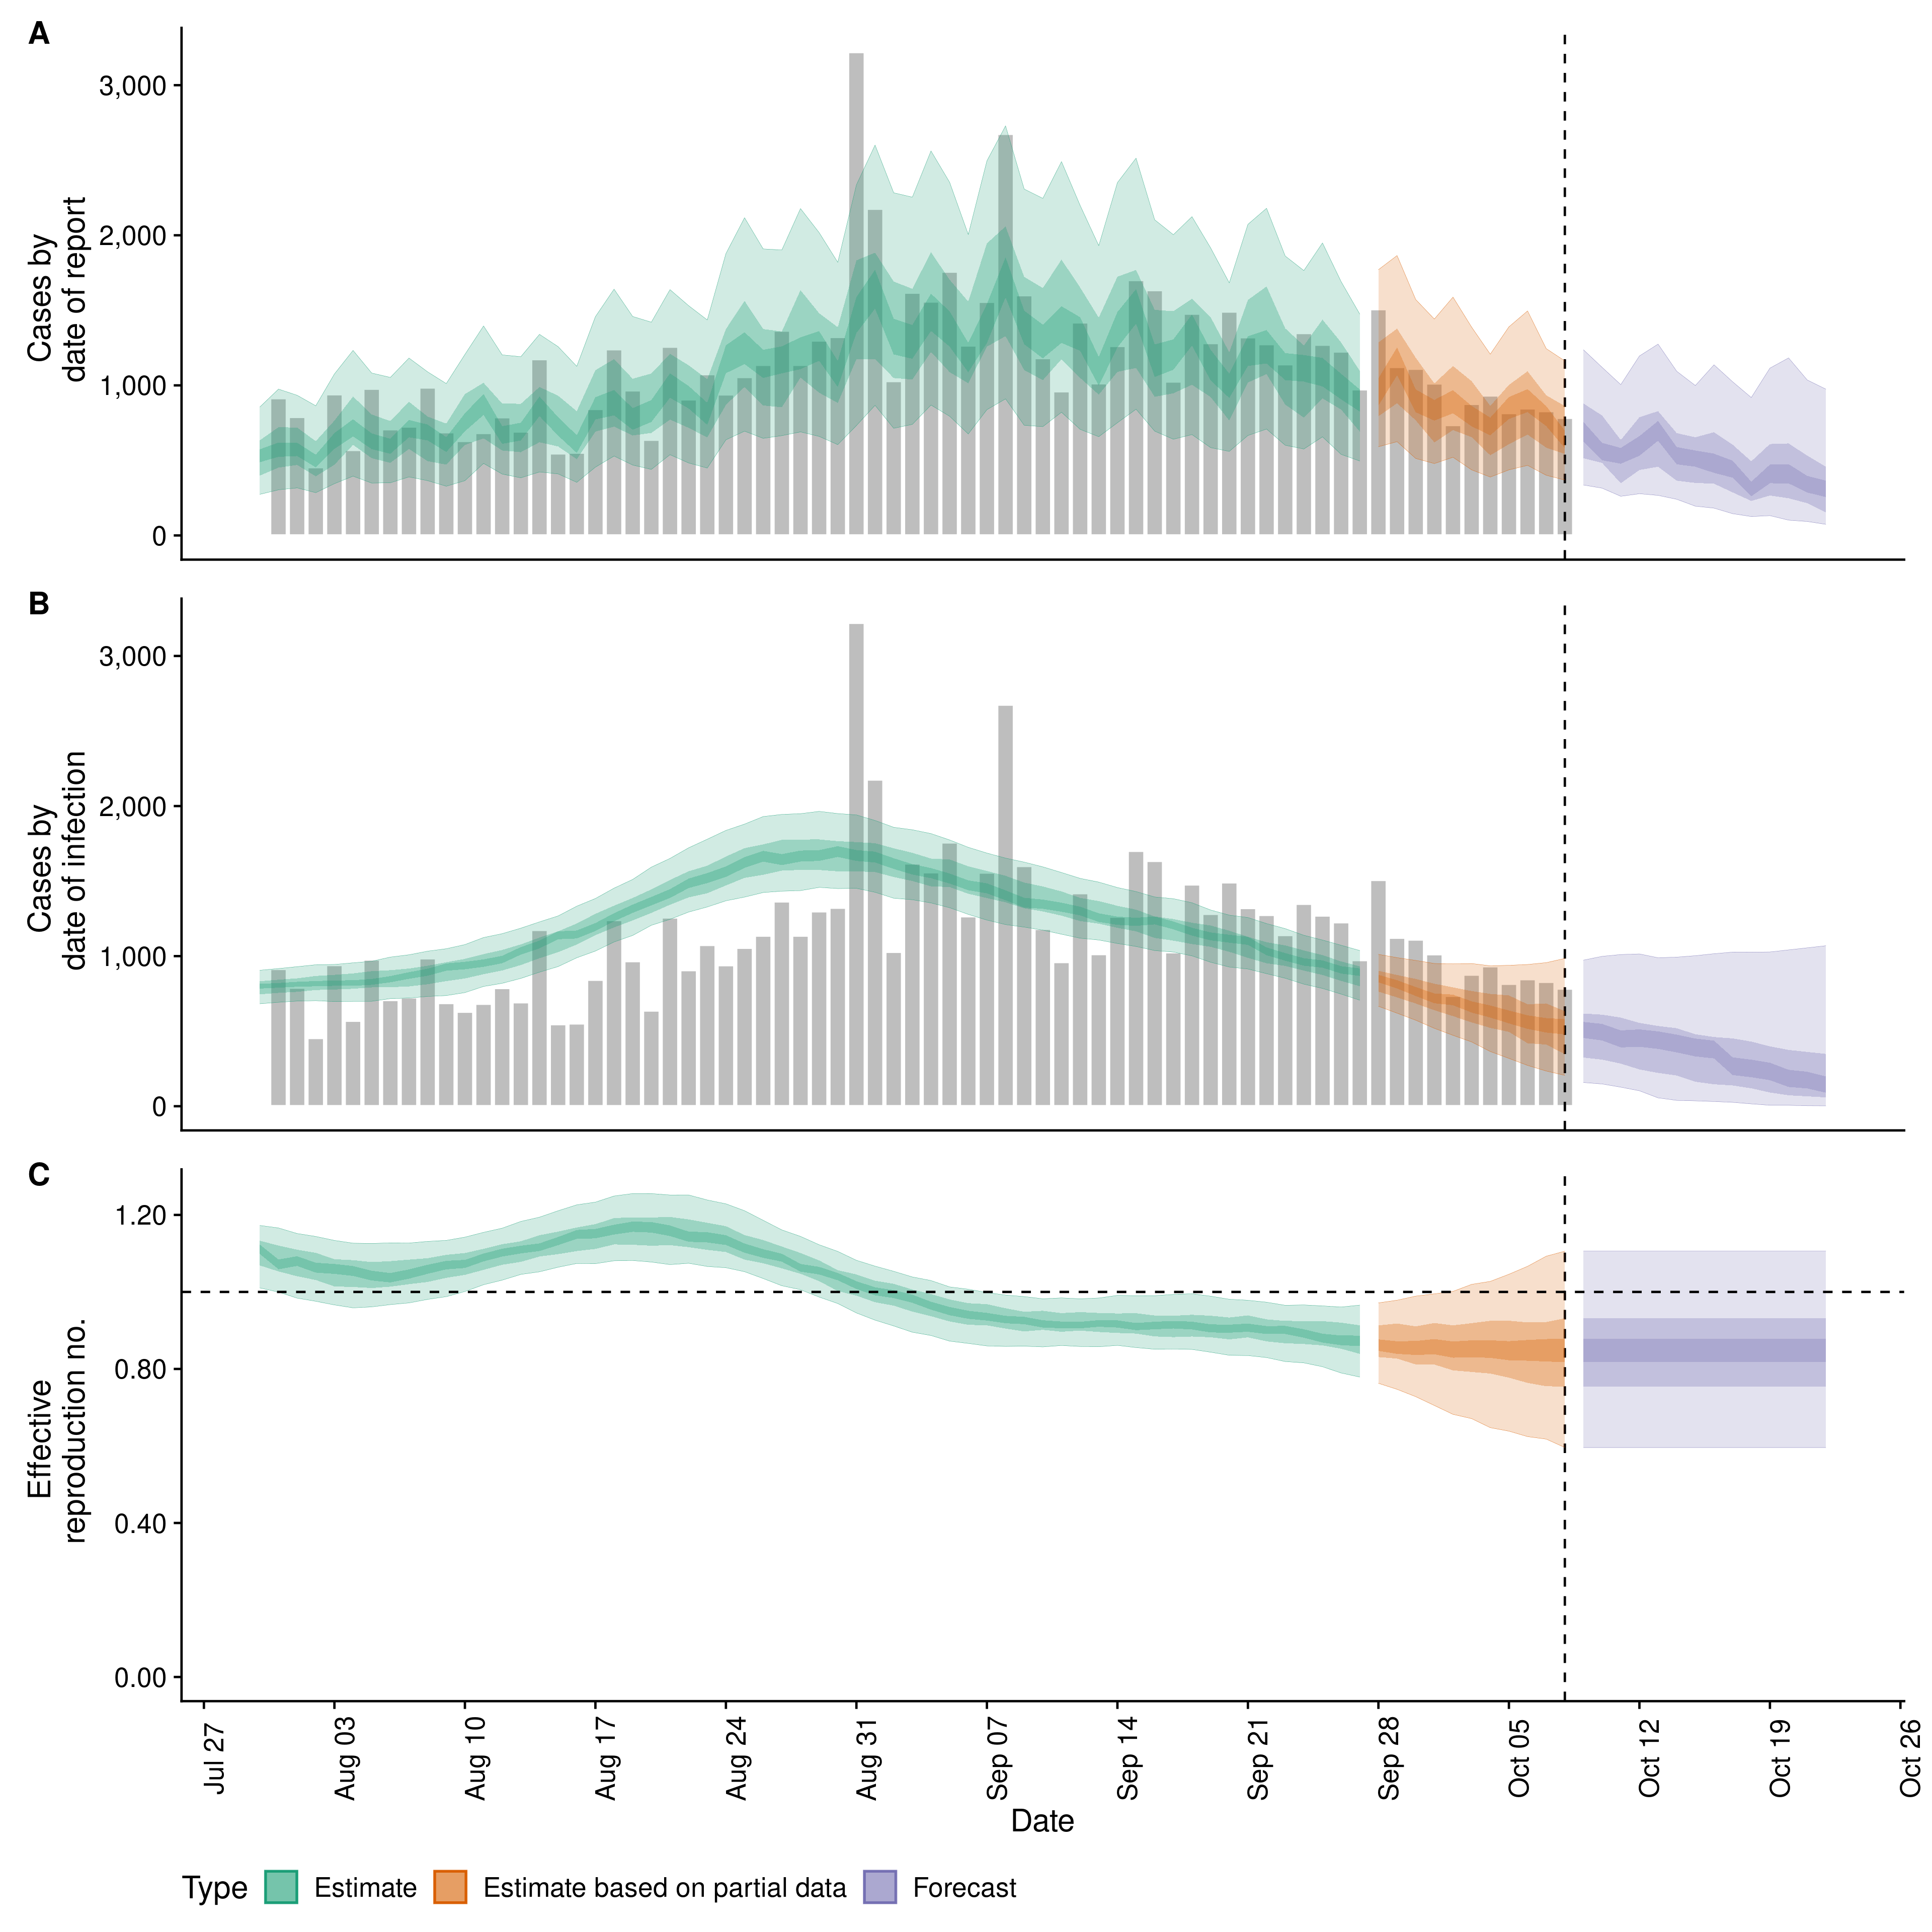 A
3,000
2,000
1,000
0
Cases by
date of report
B
3,000
2,000
1,000
0
Cases by
date of infection
C
1.20
0.80
0.40
0.00
Effective
reproduction no.
Jul 27
Aug 03
Aug 10
Aug 17
Aug 24
Aug 31
Sep 07
Sep 14
Sep 21
Sep 28
Oct 05
Oct 12
Oct 19
Oct 26
Date
Type Estimate Estimate based on partial data Forecast